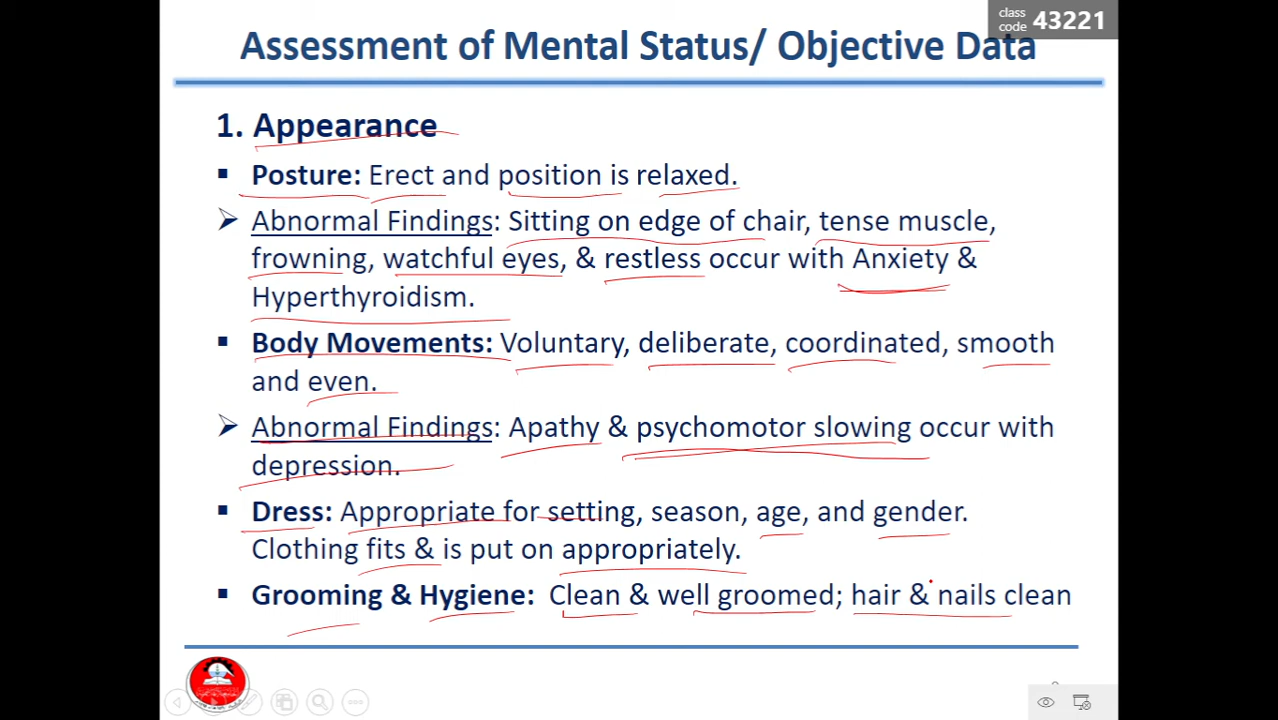 class
code 43221
Assessment of Mental Status/ Objective Data
1. Appearance
▪ Posture: Erect and position is relaxed.
➢ Abnormal Findings: Sitting on edge of chair, tense muscle,
frowning, watchful eyes, & restless occur with Anxiety &
Hyperthyroidism.
▪ Body Movements: Voluntary, deliberate, coordinated, smooth
and even.
➢ Abnormal Findings: Apathy & psychomotor slowing occur with
depression.
▪ Dress: Appropriate for setting, season, age, and gender.
Clothing fits & is put on appropriately.
▪ Grooming & Hygiene: Clean & well groomed; hair & nails clean